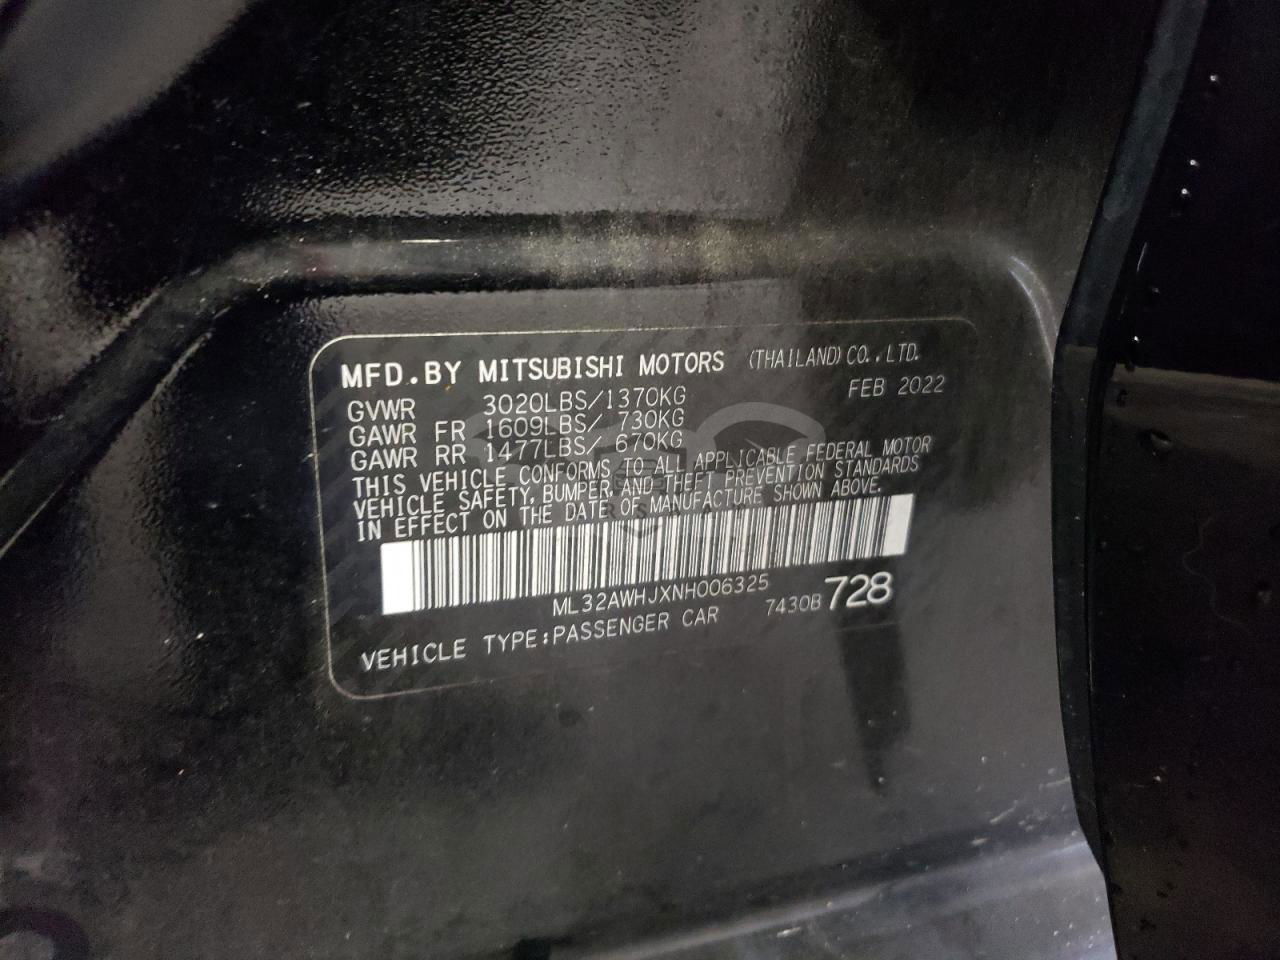 MFD.BY MITSUBISHI MOTORS (THAILAND) CO.,LTD.
FEB 2022
GVWR 3020LBS/1370KG
GAWR FR 1609LBS/ 730KG
GAWR RR 1477LBS/ 670KG
THIS VEHICLE CONFORMS TO ALL APPLICABLE FEDERAL MOTOR
VEHICLE SAFETY, BUMPER, AND THEFT PREVENTION STANDARDS
IN EFFECT ON THE DATE OF MANUFACTURE SHOWN ABOVE.
ML32AWHJXNH006325
7430B 728
VEHICLE TYPE:PASSENGER CAR